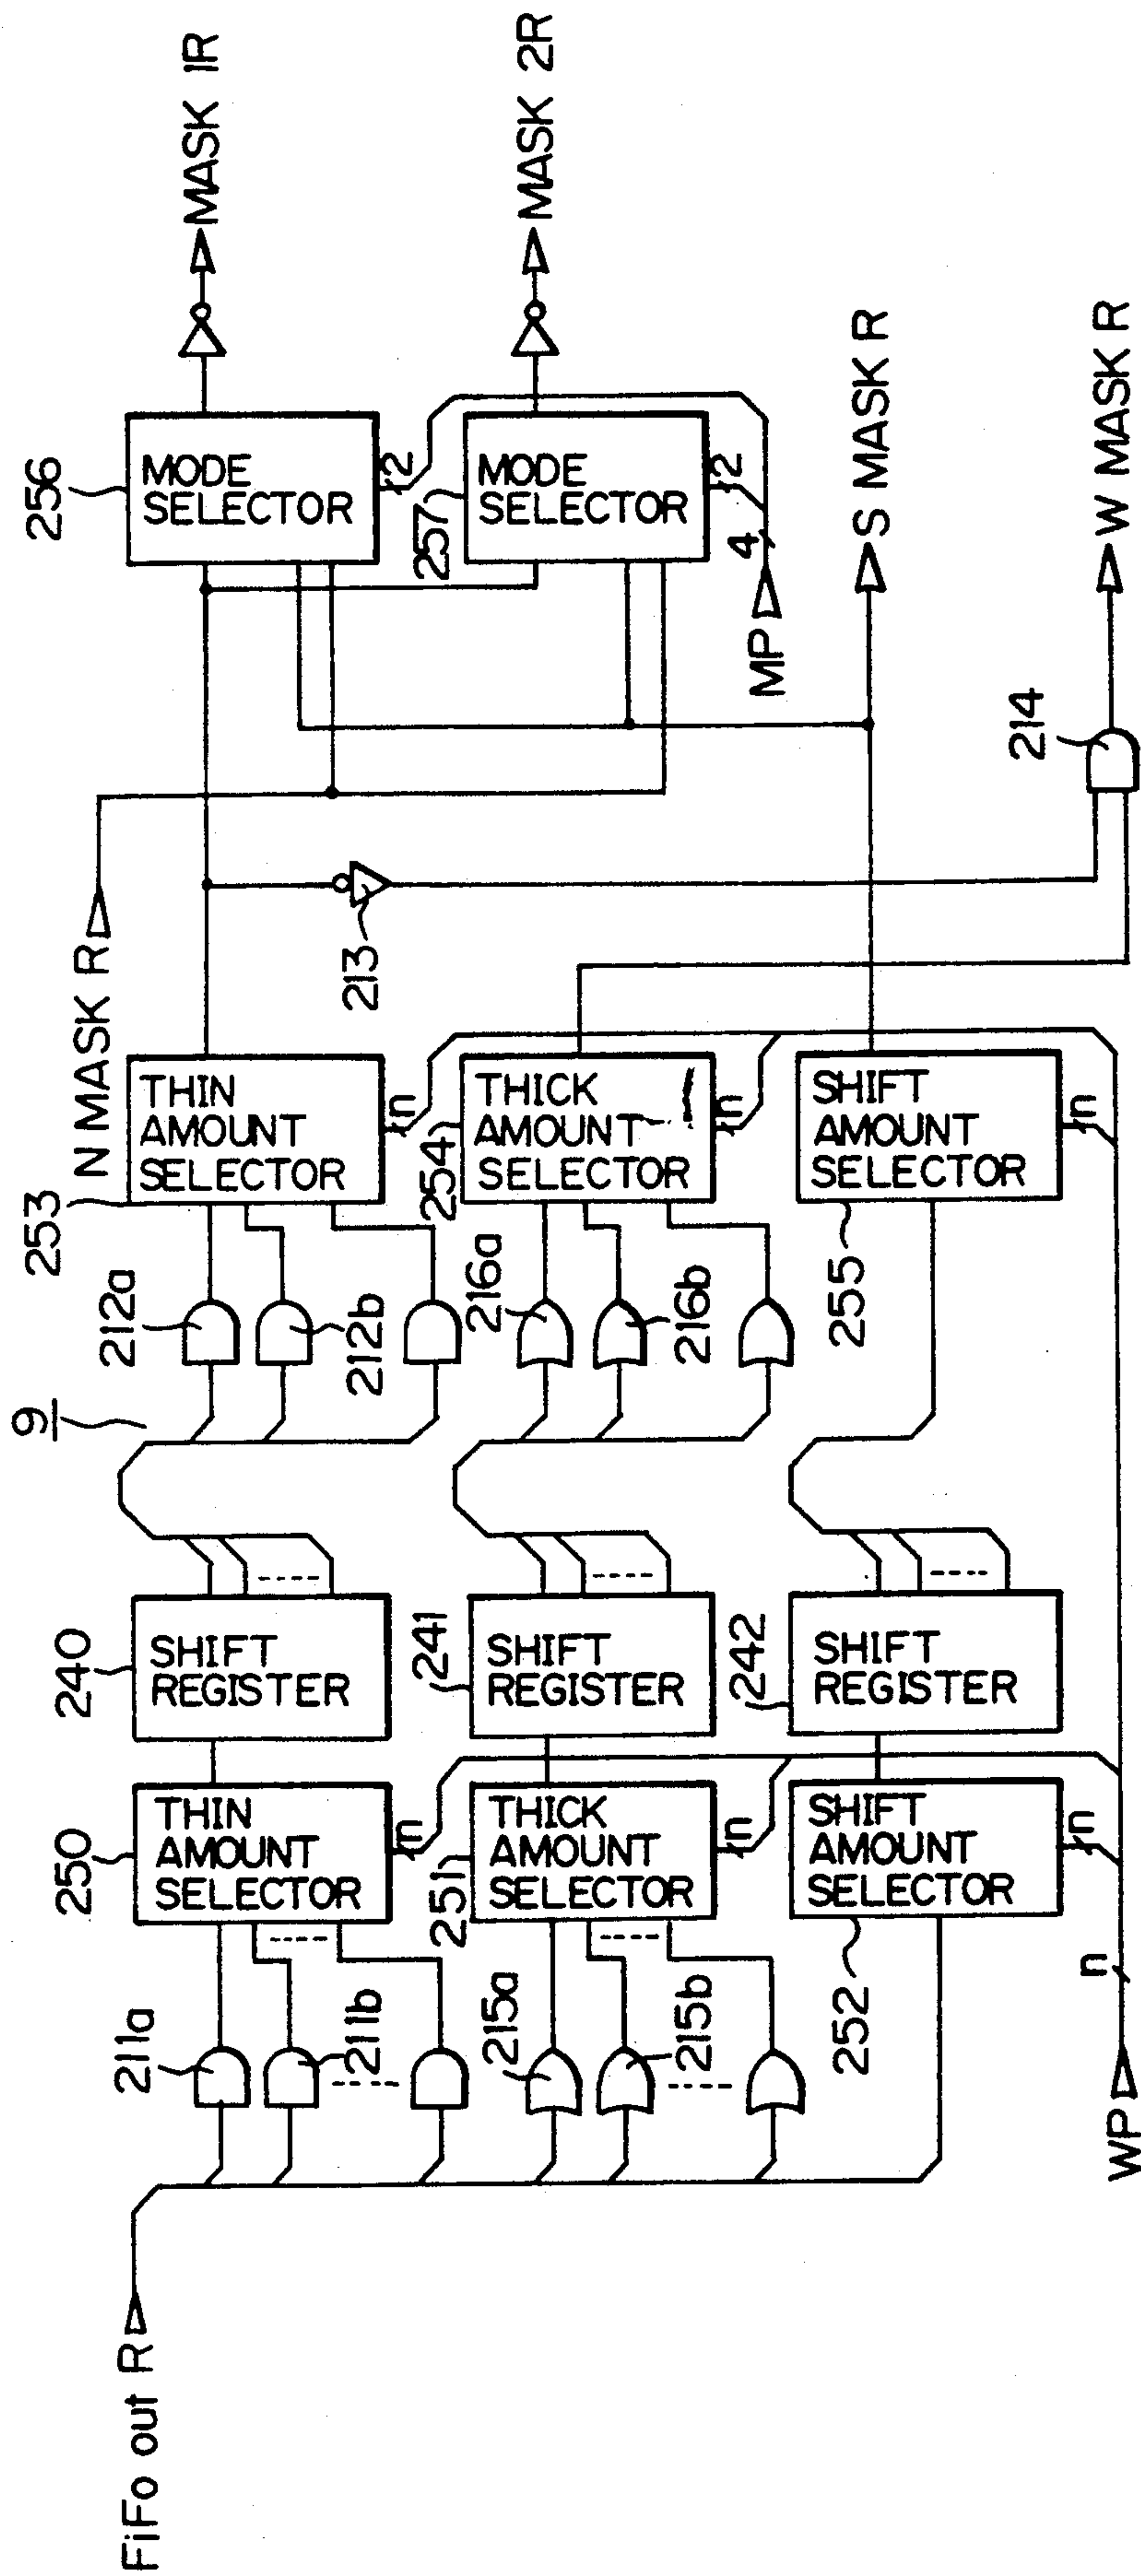 FiFo out R
211a
211b
215a
215b
WP
n
250
THIN
AMOUNT
SELECTOR
n
251
THICK
AMOUNT
SELECTOR
n
252
SHIFT
AMOUNT
SELECTOR
n
240
SHIFT
REGISTER
241
SHIFT
REGISTER
242
SHIFT
REGISTER
9
212a
212b
216a
216b
253
THIN
AMOUNT
SELECTOR
n
254
THICK
AMOUNT
n
255
SHIFT
AMOUNT
SELECTOR
n
N MASK R
213
214
MP
4
256
MODE
SELECTOR
2
257
MODE
SELECTOR
2
MASK 1R
MASK 2R
S MASK R
W MASK R